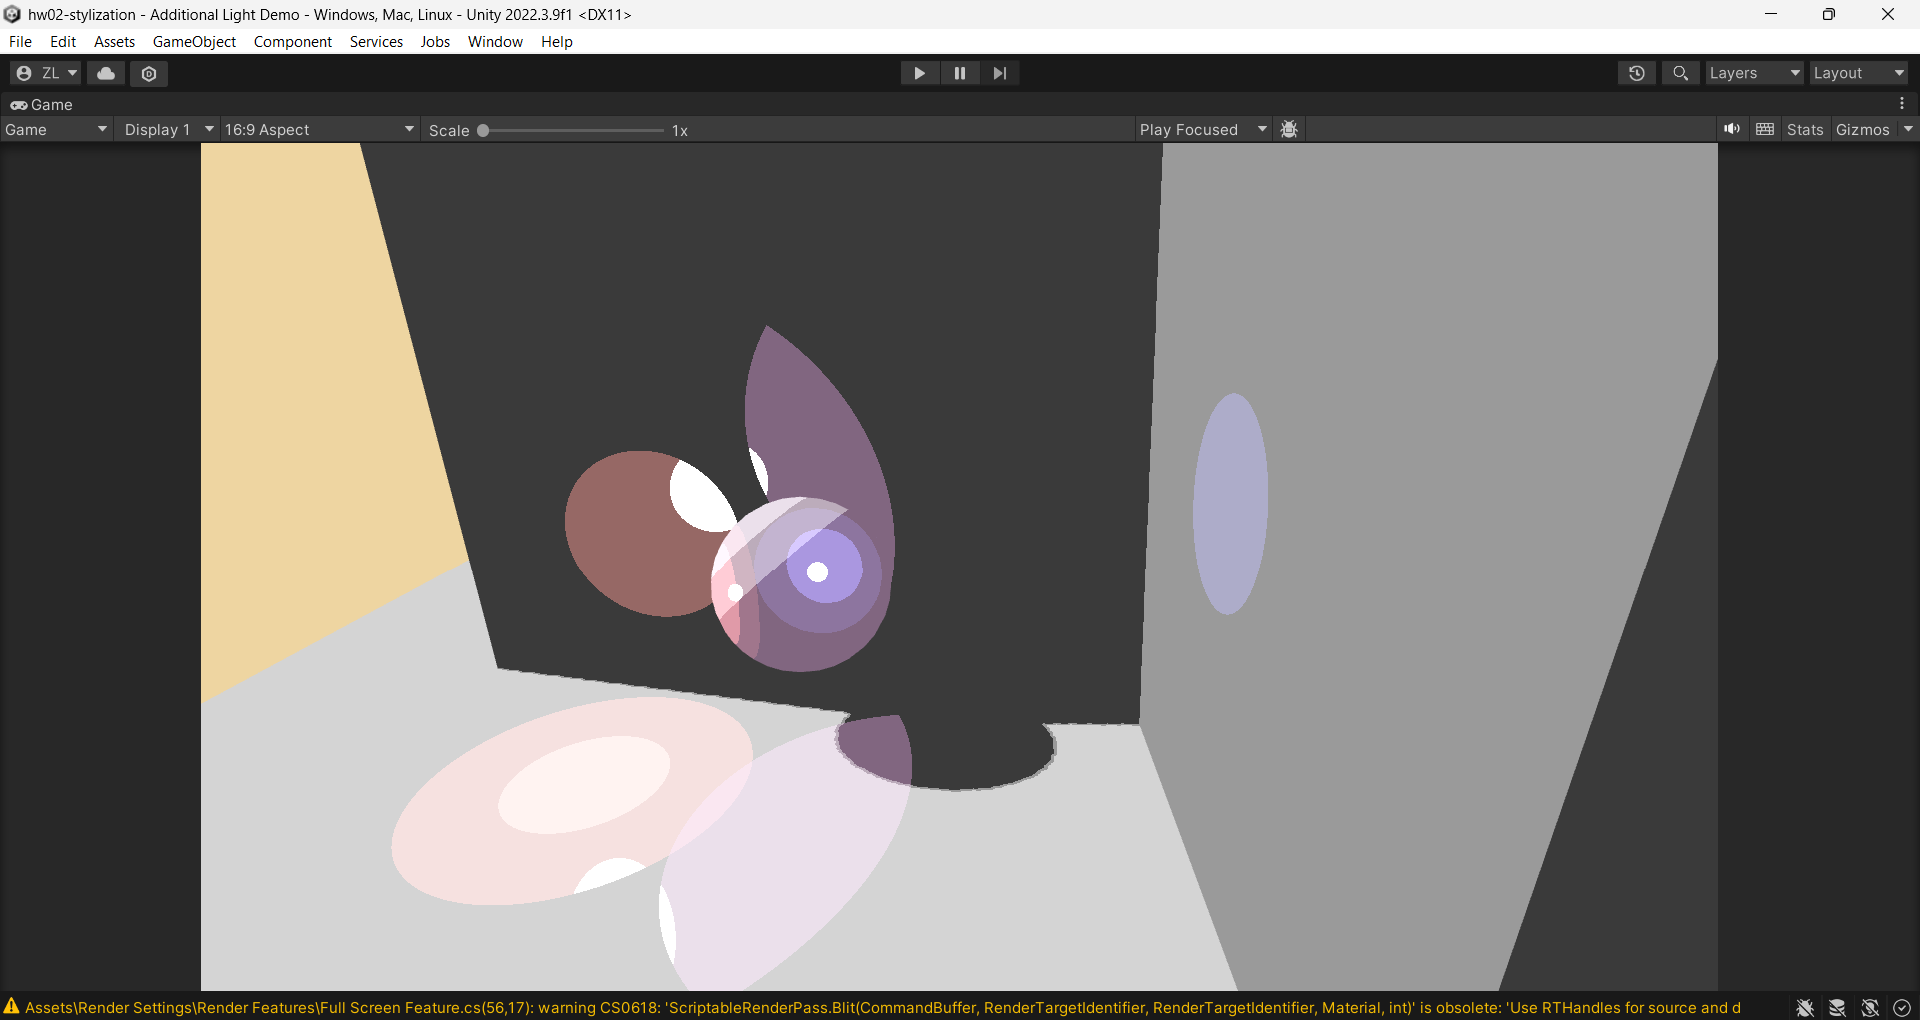 hw02-stylization - Additional Light Demo - Windows, Mac, Linux - Unity 2022.3.9f1 <DX11>
File Edit Assets GameObject Component Services Jobs Window Help
ZL Layers Layout
Game
Game Display 1 16:9 Aspect Scale 1x Play Focused Stats Gizmos
Assets\Render Settings\Render Features\Full Screen Feature.cs(56,17): warning CS0618: 'ScriptableRenderPass.Blit(CommandBuffer, RenderTargetIdentifier, RenderTargetIdentifier, Material, int)' is obsolete: 'Use RTHandles for source and d